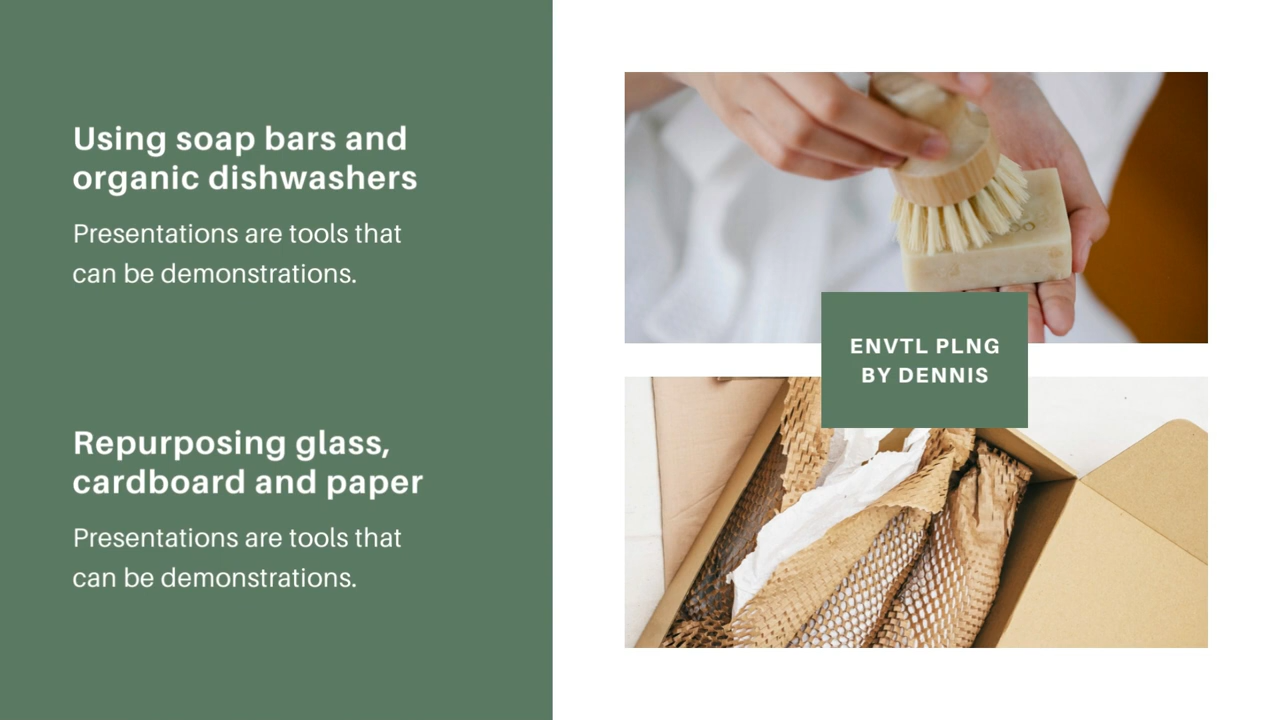 Using soap bars and
organic dishwashers
Presentations are tools that
can be demonstrations.
Repurposing glass,
cardboard and paper
Presentations are tools that
can be demonstrations.
ENVTL PLNG
BY DENNIS